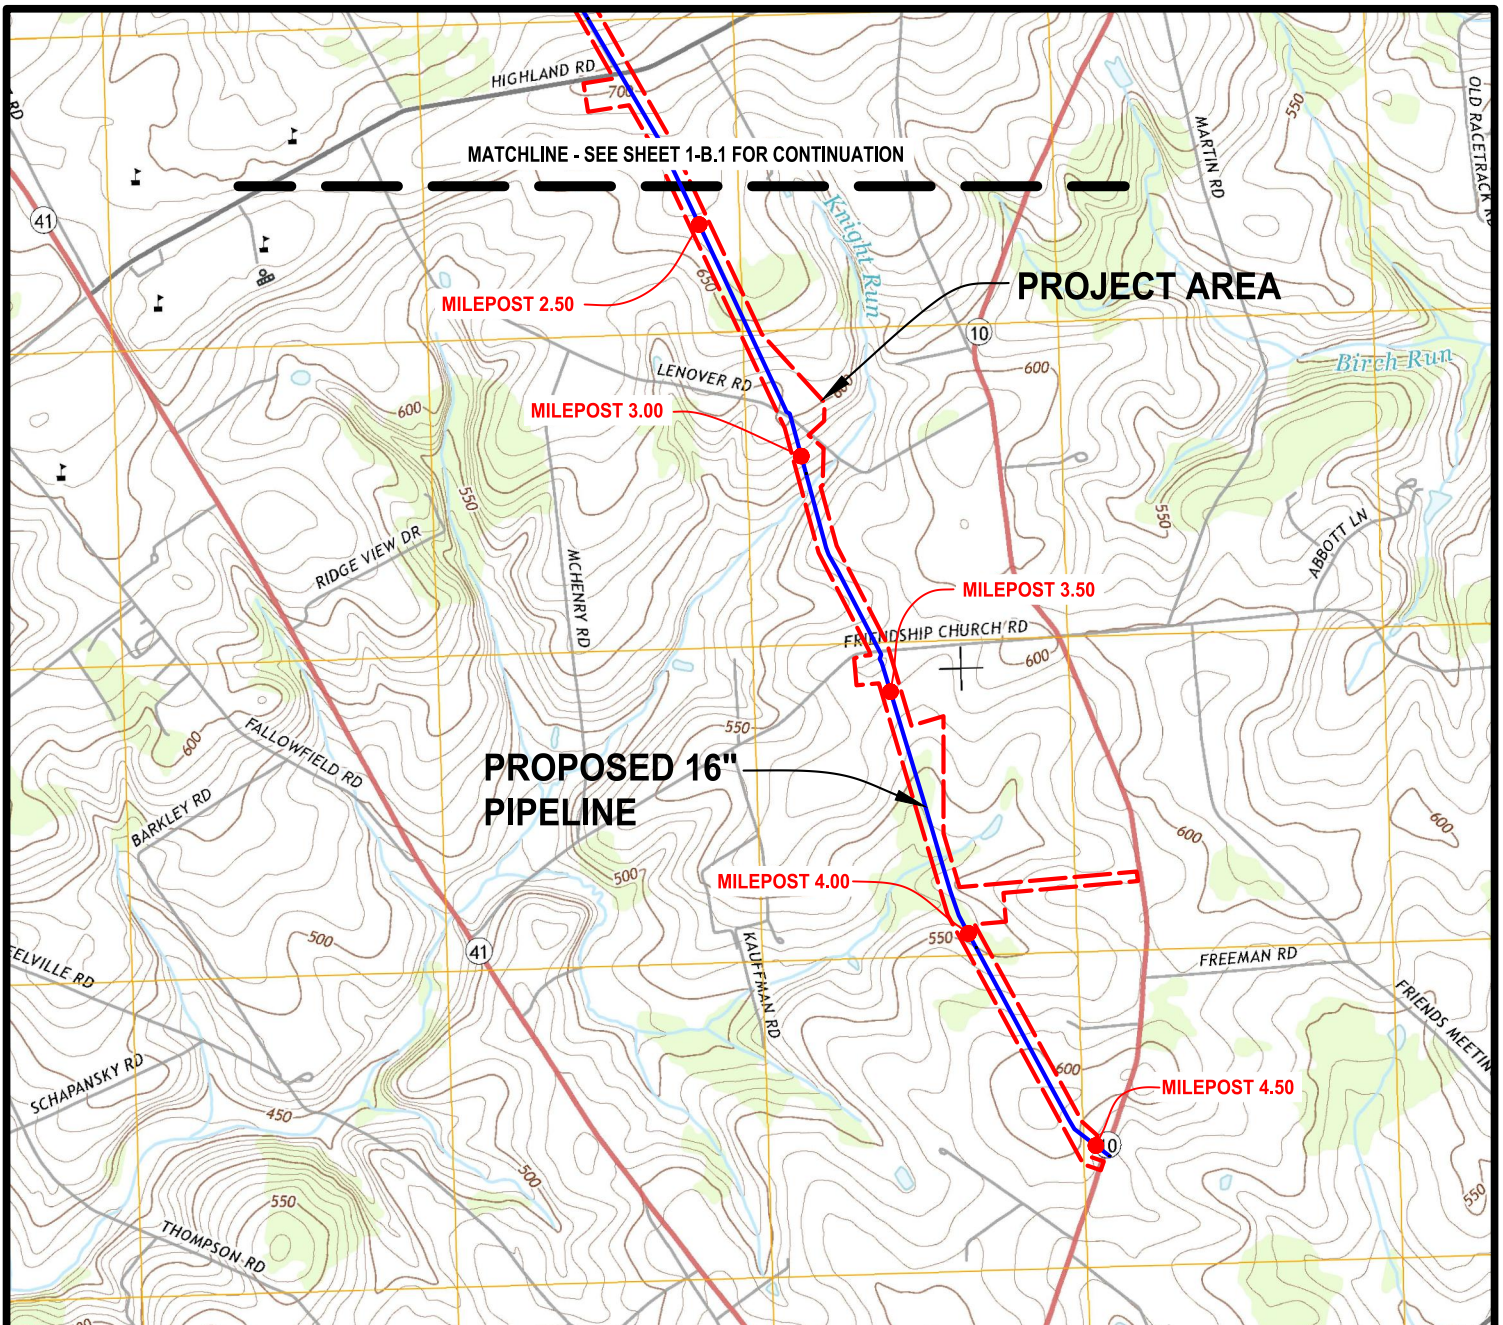 HIGHLAND RD
700
RD
MATCHLINE - SEE SHEET 1-B.1 FOR CONTINUATION
MARTIN RD
550
OLD RACETRACK RD
41
Knight Run
650
MILEPOST 2.50
PROJECT AREA
10
Birch Run
600
LENOVER RD
MILEPOST 3.00
600
550
550
RIDGE VIEW DR
MCHENRY RD
ABBOTT LN
MILEPOST 3.50
FRIENDSHIP CHURCH RD
600
600
FALLOWFIELD RD
550
PROPOSED 16"
PIPELINE
BARKLEY RD
600
600
500
MILEPOST 4.00
500
550
41
KAUFFMAN RD
FREEMAN RD
EELVILLE RD
FRIENDS MEETIN
SCHAPANSKY RD
450
600
MILEPOST 4.50
10
500
550
550
THOMPSON RD